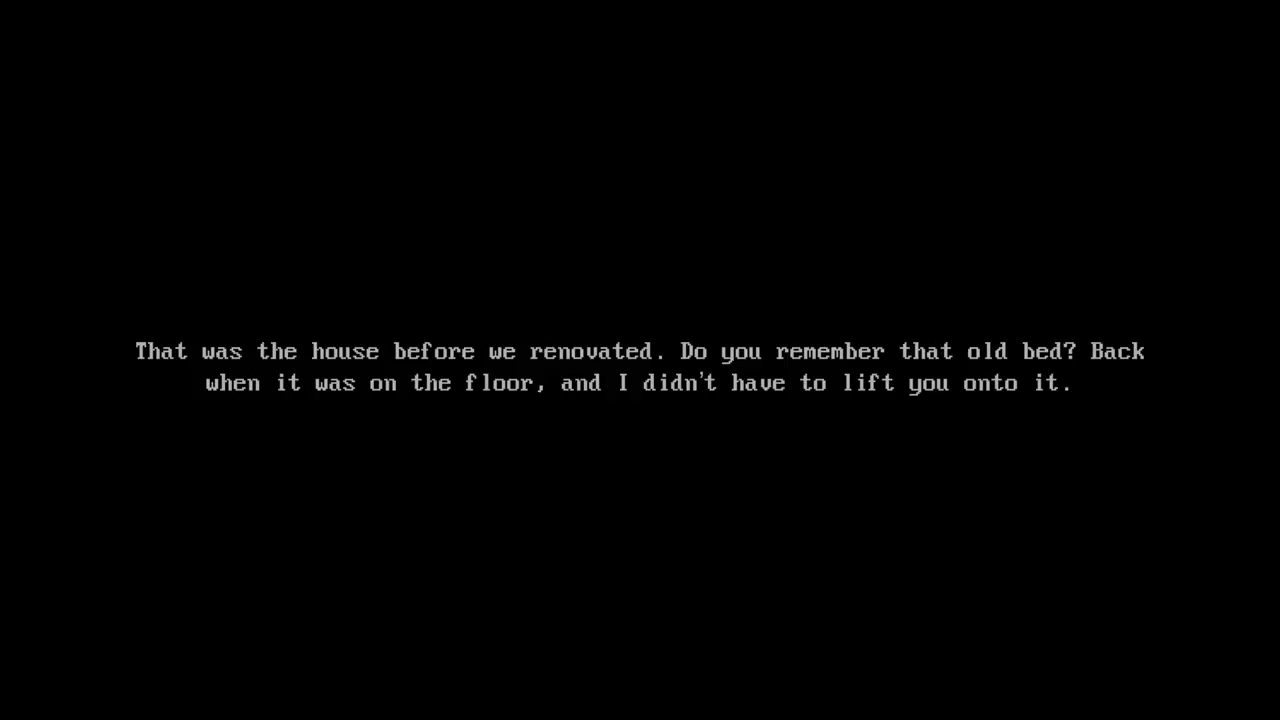 That was the house before we renovated. Do you remember that old bed? Back
when it was on the floor, and I didn't have to lift you onto it.